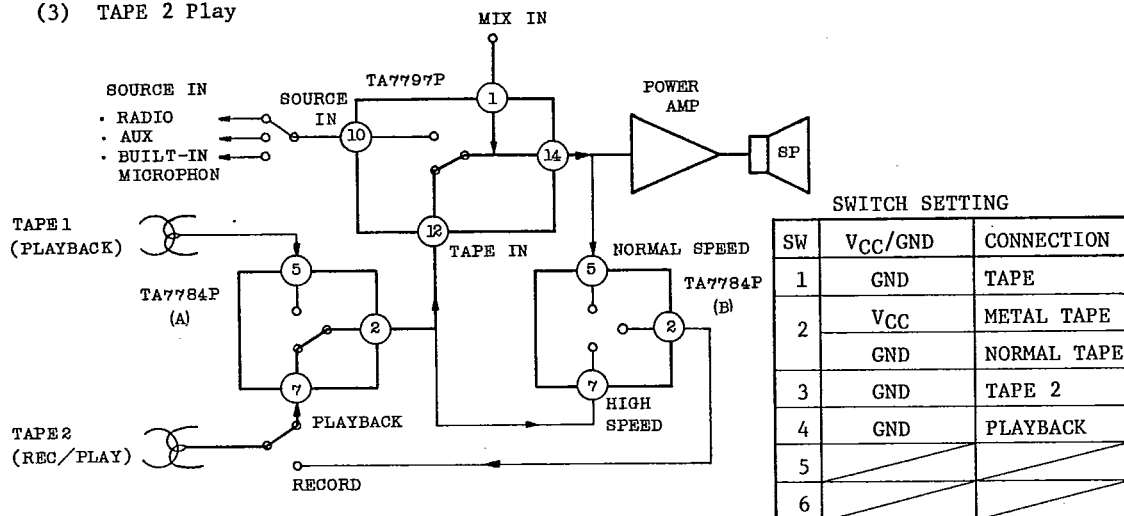 (3) TAPE 2 Play
MIX IN
SOURCE IN
• RADIO
• AUX
• BUILT-IN
MICROPHON
SOURCE
IN
TA7797P
1
10
14
12
TAPE IN
POWER
AMP
SP
TAPE 1
(PLAYBACK)
TA7784P
(A)
5
2
7
PLAYBACK
TAPE 2
(REC/PLAY)
RECORD
NORMAL SPEED
TA7784P
(B)
5
2
7
HIGH
SPEED
SWITCH SETTING
SW VCC/GND CONNECTION
1 GND TAPE
2 VCC METAL TAPE
GND NORMAL TAPE
3 GND TAPE 2
4 GND PLAYBACK
5
6